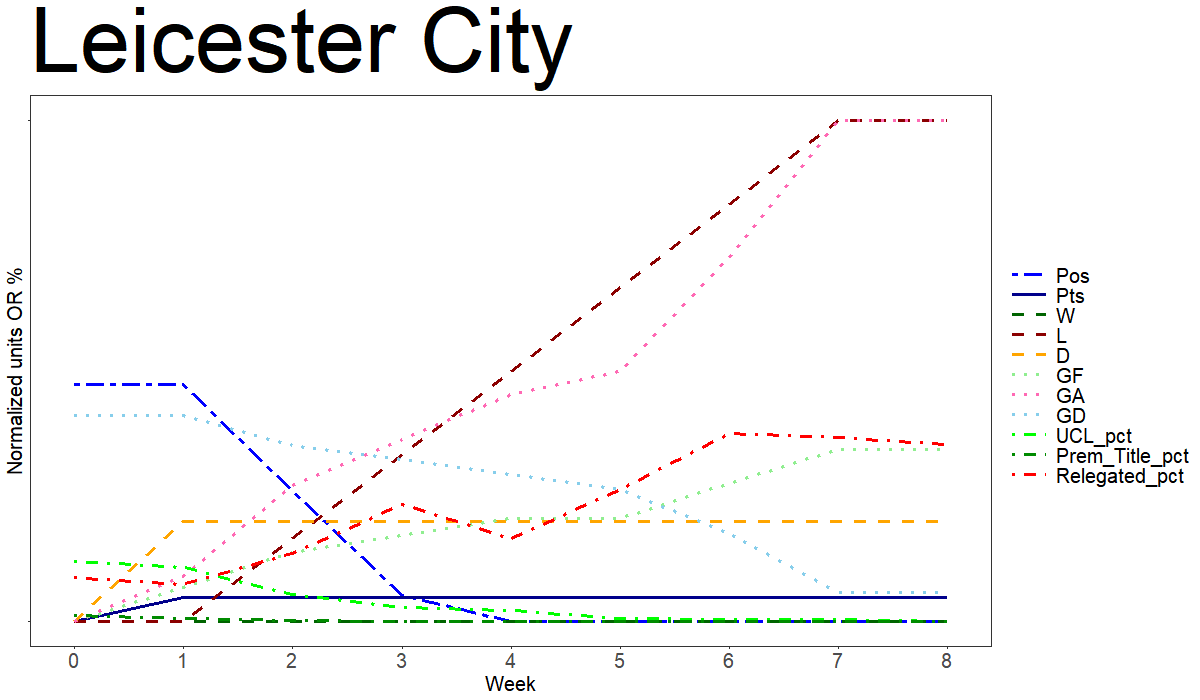 Leicester City
Normalized units OR %
0 1 2 3 4 5 6 7 8
Week
Pos
Pts
W
L
D
GF
GA
GD
UCL_pct
Prem_Title_pct
Relegated_pct